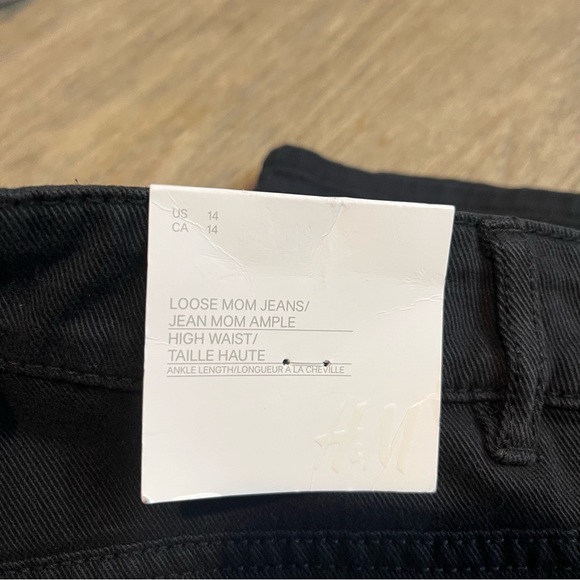 US 14
CA 14
LOOSE MOM JEANS/
JEAN MOM AMPLE
HIGH WAIST/
TAILLE HAUTE
ANKLE LENGTH/LONGUEUR A LA CHEVILLE
H&M